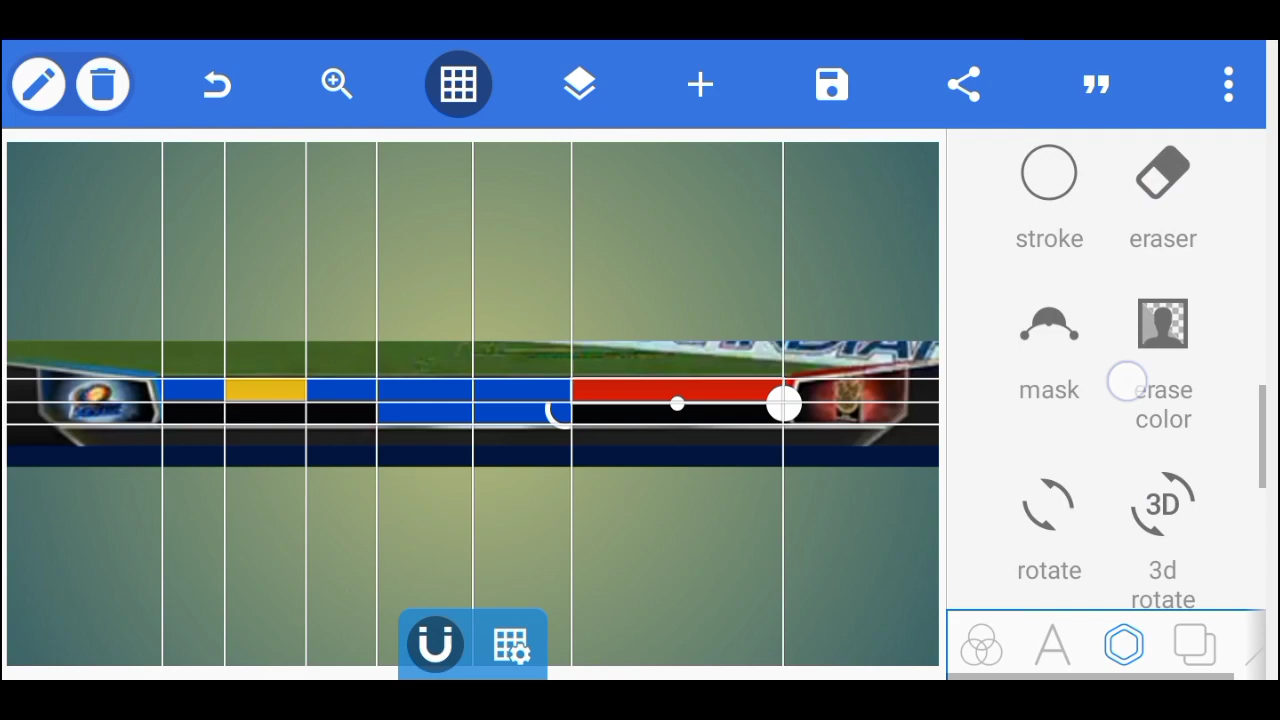 stroke
eraser
mask
erase
color
rotate
3D
3d
rotate